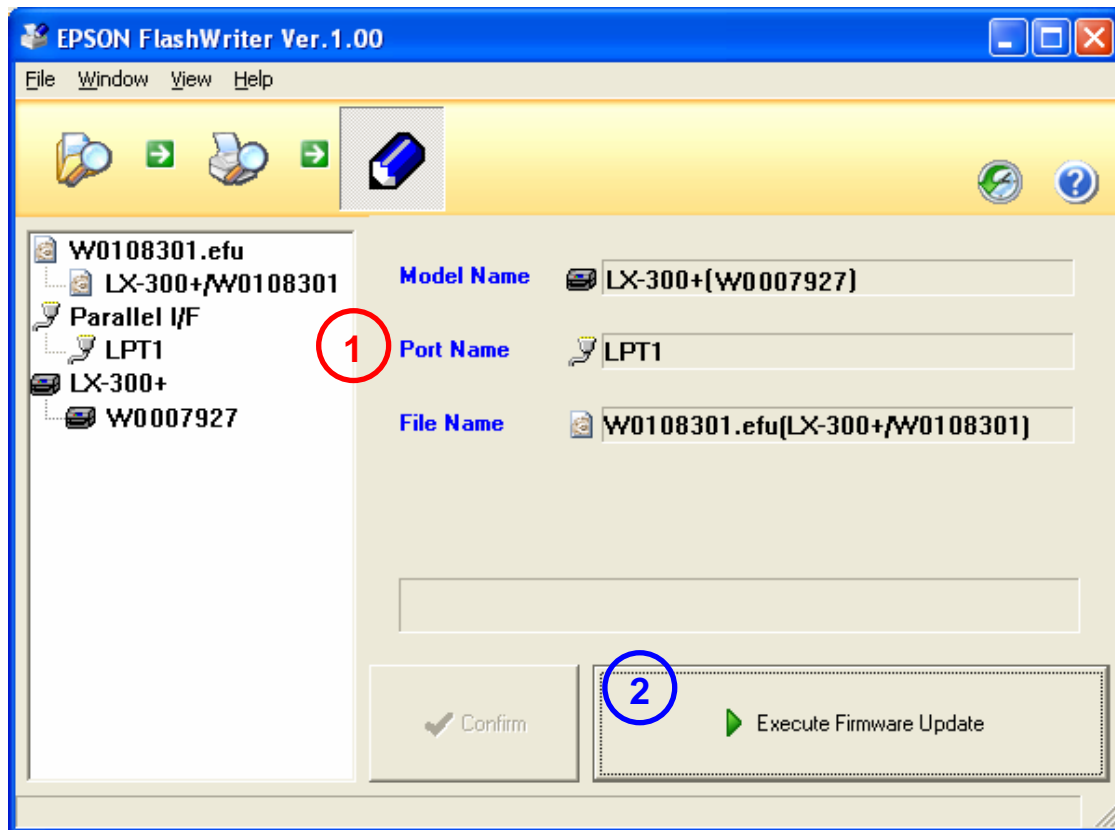 EPSON FlashWriter Ver.1.00
File Window View Help
W0108301.efu
LX-300+/W0108301
Parallel I/F
LPT1
LX-300+
W0007927
1
Model Name LX-300+(W0007927)
Port Name LPT1
File Name W0108301.efu(LX-300+/W0108301)
2
Confirm
Execute Firmware Update